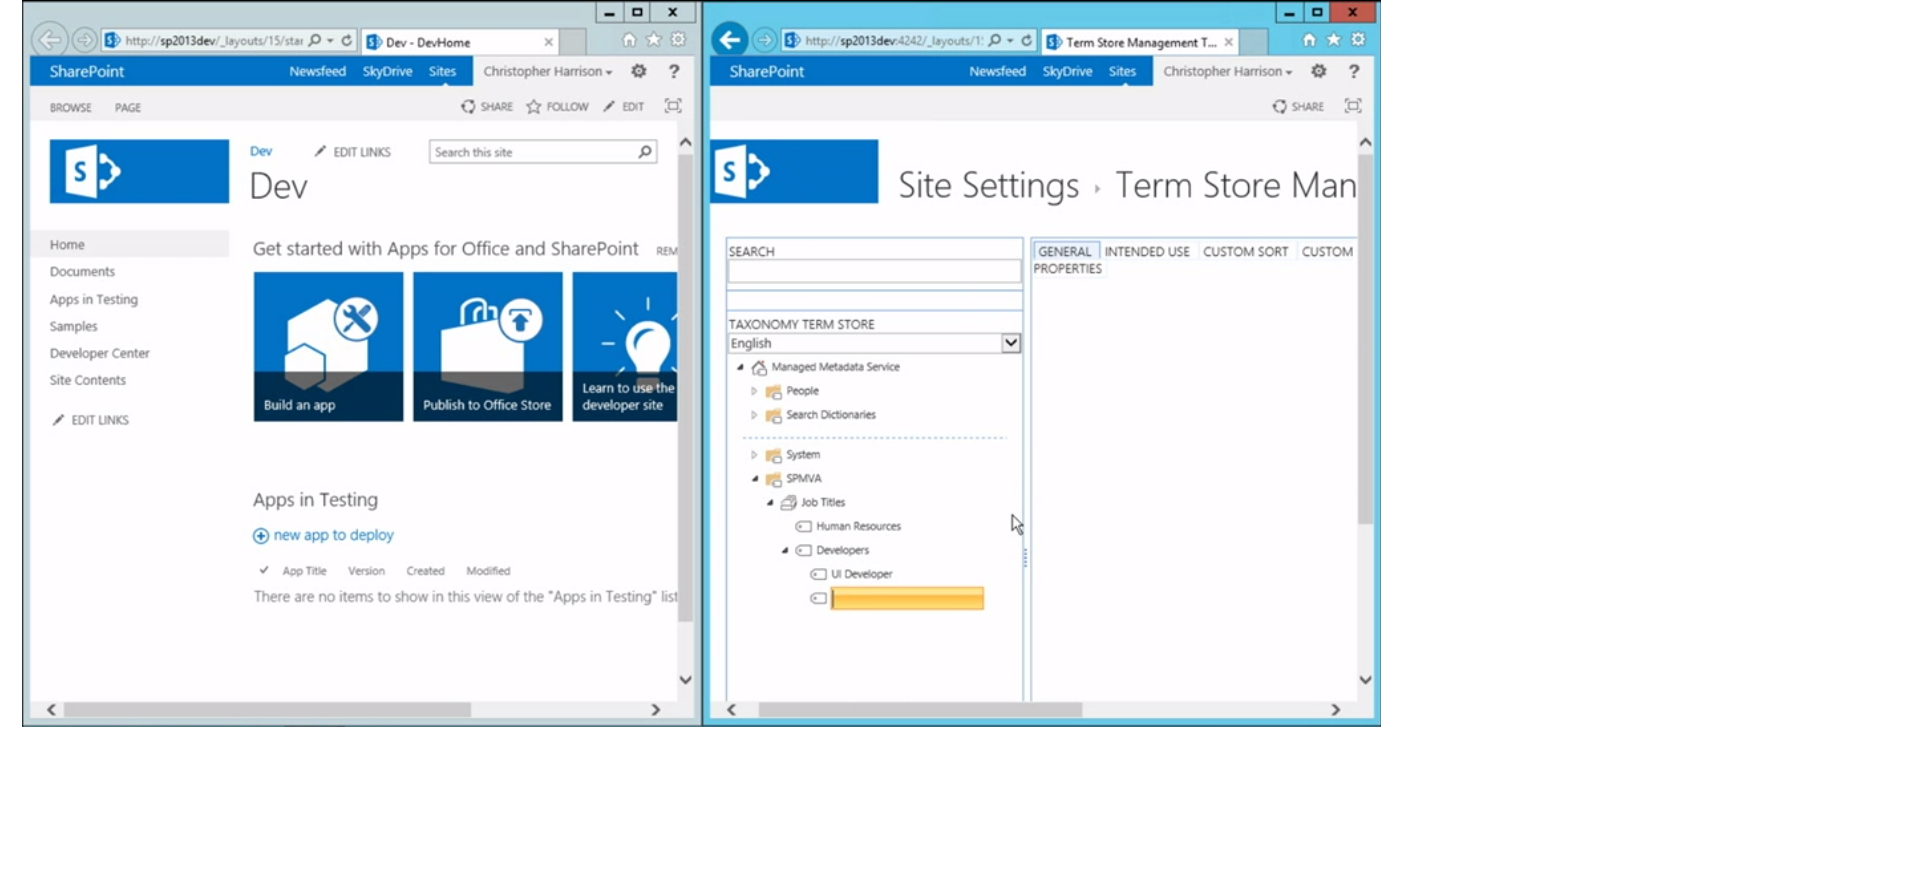 http://sp2013dev/_layouts/15/star
Dev - DevHome
SharePoint
Newsfeed SkyDrive Sites Christopher Harrison ?
BROWSE PAGE
SHARE FOLLOW EDIT
S
Dev EDIT LINKS
Search this site
Dev
Home
Documents
Apps in Testing
Samples
Developer Center
Site Contents
EDIT LINKS
Get started with Apps for Office and SharePoint REM
Build an app
Publish to Office Store
Learn to use the
developer site
Apps in Testing
new app to deploy
App Title Version Created Modified
There are no items to show in this view of the "Apps in Testing" list
http://sp2013dev:4242/_layouts/1
Term Store Management T...
SharePoint
Newsfeed SkyDrive Sites Christopher Harrison ?
SHARE
S
Site Settings › Term Store Man
SEARCH
TAXONOMY TERM STORE
English
Managed Metadata Service
People
Search Dictionaries
System
SPMVA
Job Titles
Human Resources
Developers
UI Developer
GENERAL INTENDED USE CUSTOM SORT CUSTOM
PROPERTIES